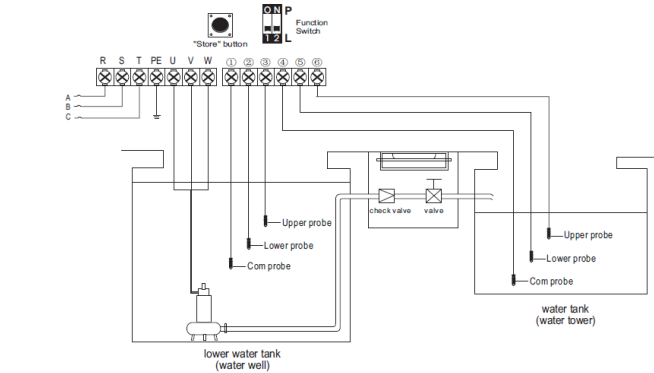 ON P
Function
Switch
1 2 L
"Store" button
R S T PE U V W ① ② ③ ④ ⑤ ⑥
A
B
C
check valve valve
Upper probe
Lower probe
Com probe
Upper probe
Lower probe
Com probe
water tank
(water tower)
lower water tank
(water well)